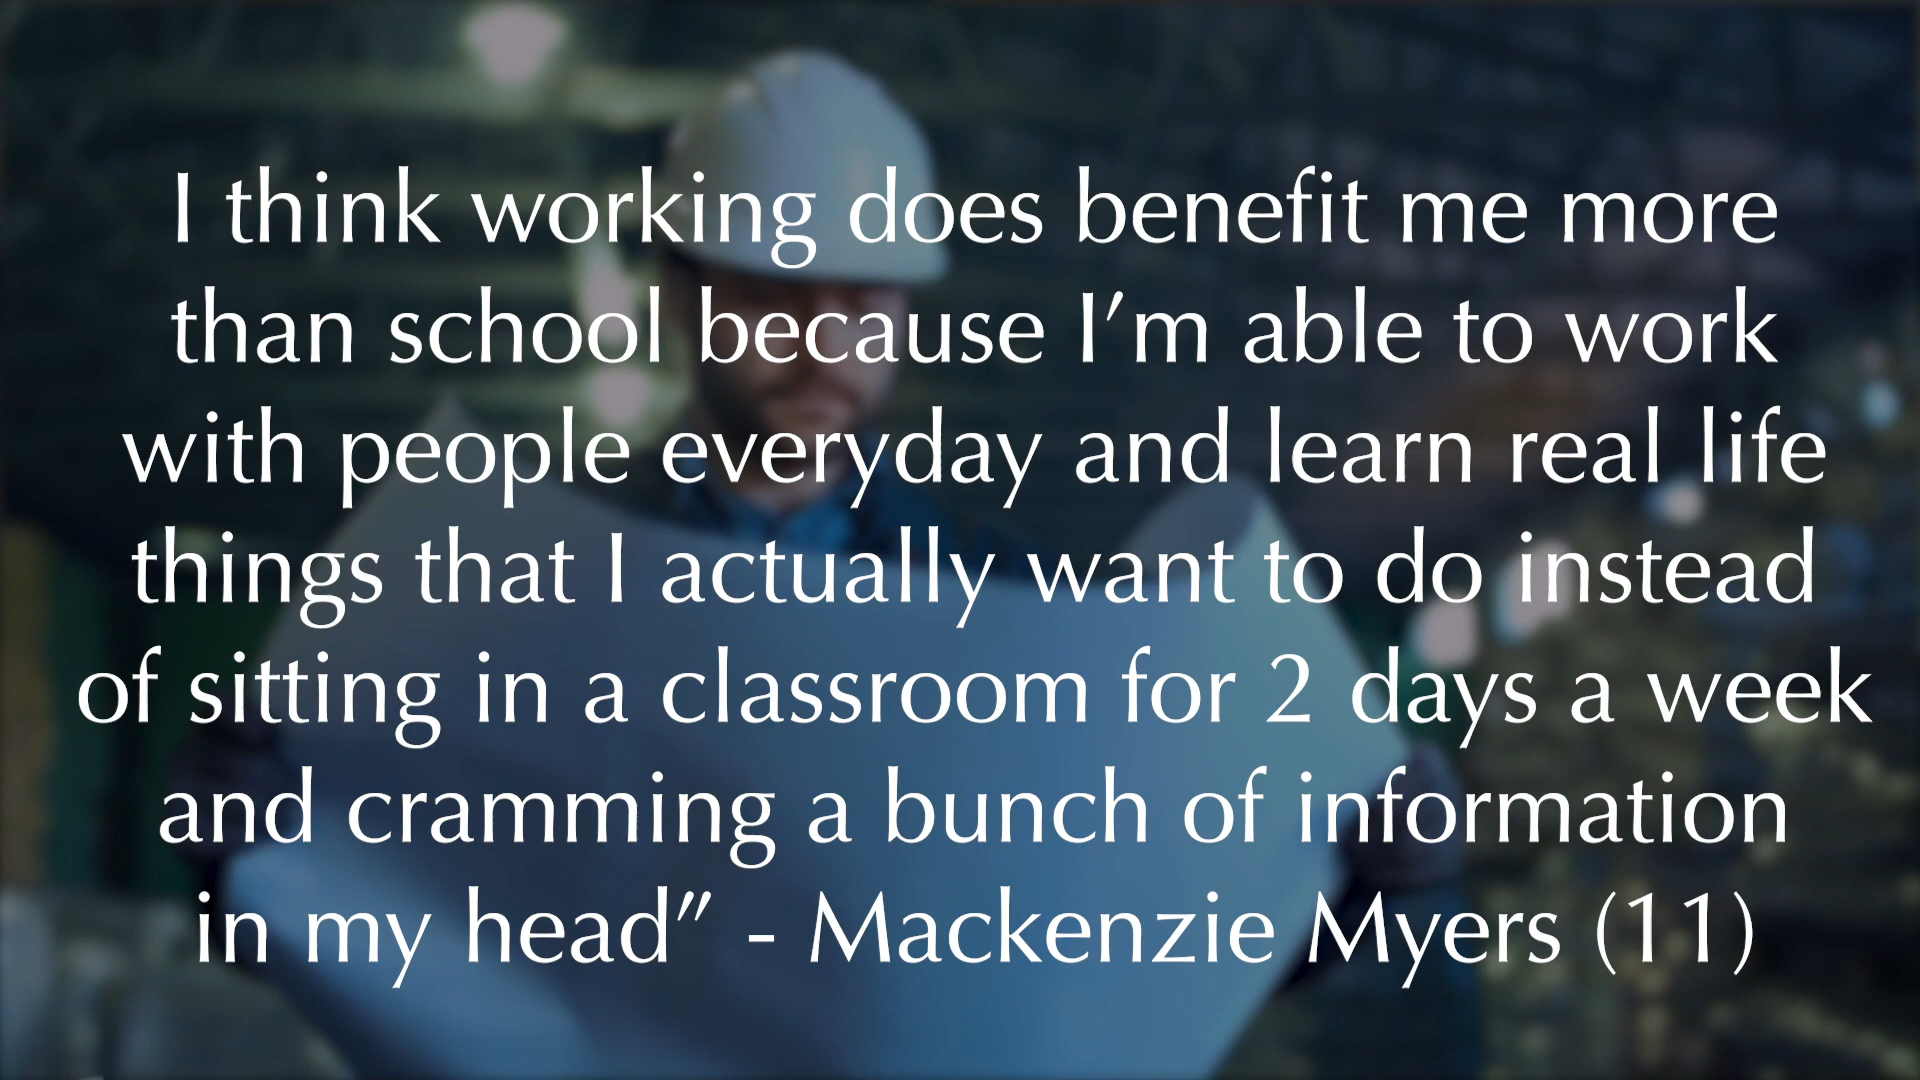 I think working does benefit me more
than school because I’m able to work
with people everyday and learn real life
things that I actually want to do instead
of sitting in a classroom for 2 days a week
and cramming a bunch of information
in my head” - Mackenzie Myers (11)